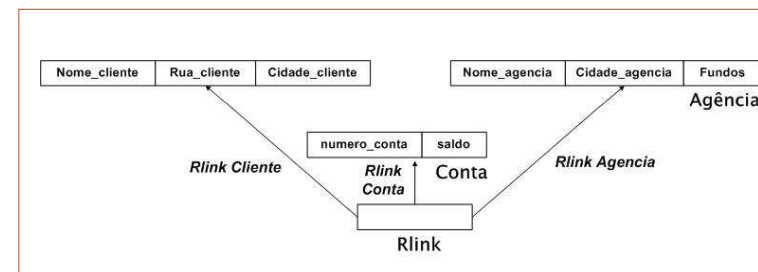 Nome_cliente Rua_cliente Cidade_cliente
Nome_agencia Cidade_agencia Fundos
Agência
numero_conta saldo
Conta
Rlink Cliente
Rlink
Conta
Rlink Agencia
Rlink